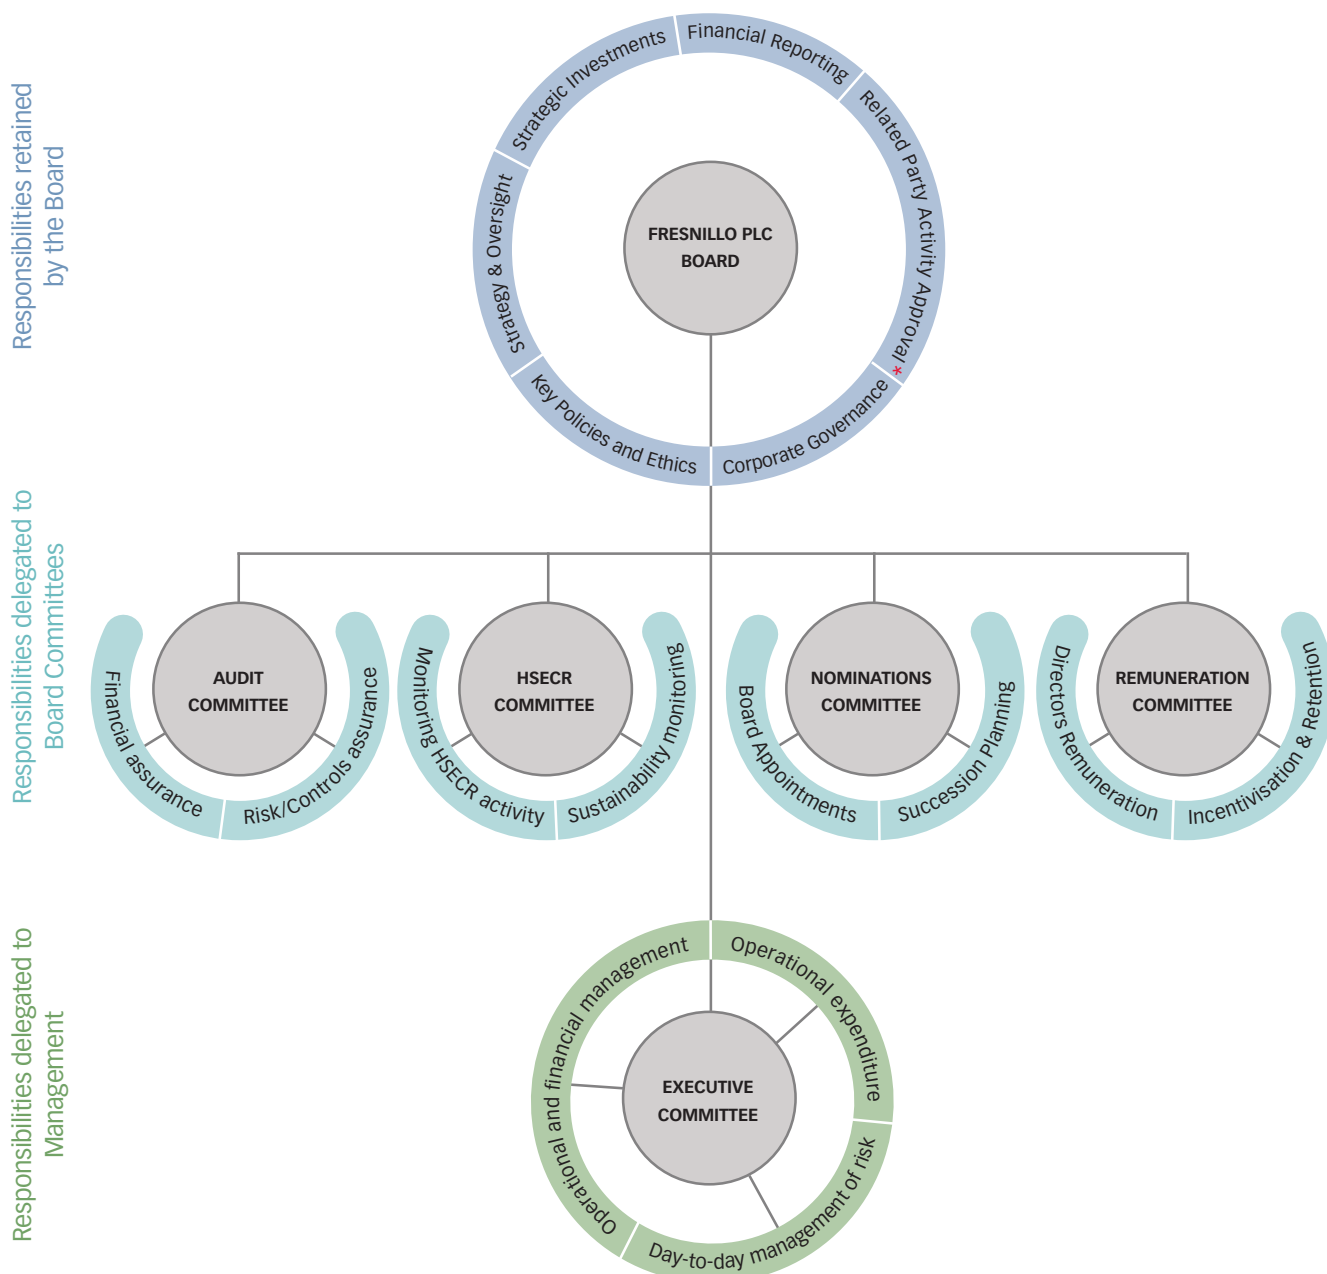 Responsibilities retained
by the Board
Strategic Investments
Financial Reporting
Related Party Activity Approval*
Strategy & Oversight
Key Policies and Ethics
Corporate Governance
FRESNILLO PLC
BOARD
Responsibilities delegated to
Board Committees
AUDIT
COMMITTEE
Financial assurance
Risk/Controls assurance
HSECR
COMMITTEE
Monitoring HSECR activity
Sustainability monitoring
NOMINATIONS
COMMITTEE
Board Appointments
Succession Planning
REMUNERATION
COMMITTEE
Directors Remuneration
Incentivisation & Retention
Responsibilities delegated to
Management
Operational and financial management
Operational expenditure
EXECUTIVE
COMMITTEE
Day-to-day management of risk